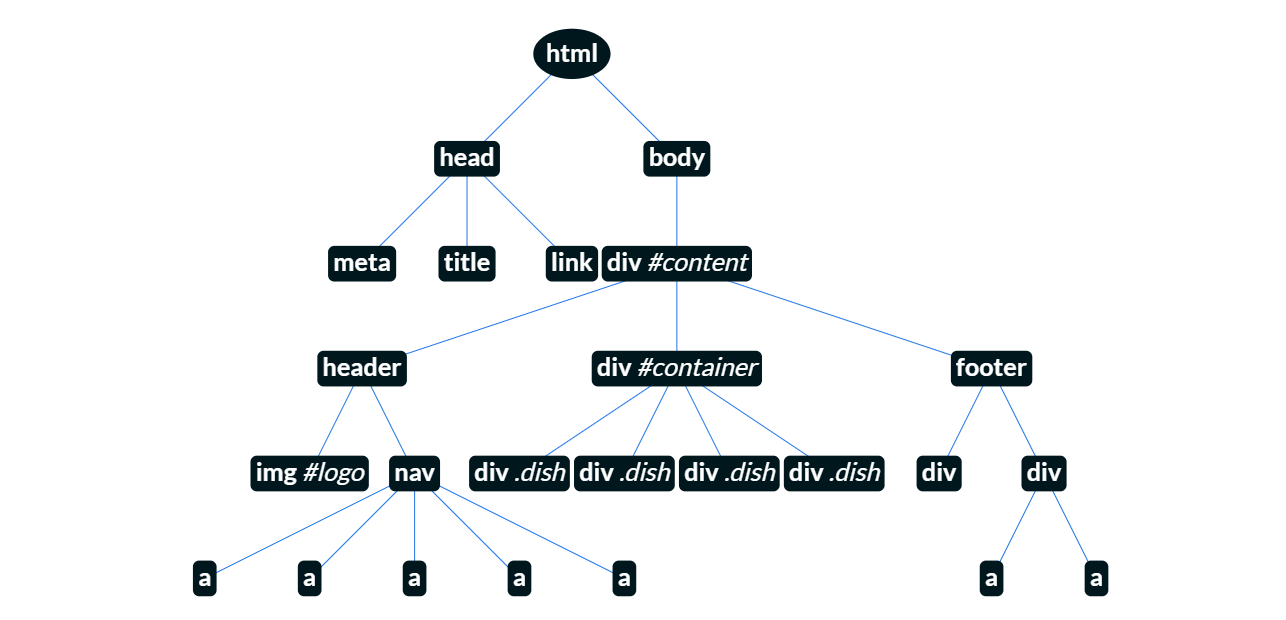 html
head
body
meta
title
link
div #content
header
div #container
footer
img #logo
nav
div .dish
div .dish
div .dish
div .dish
div
div
a
a
a
a
a
a
a